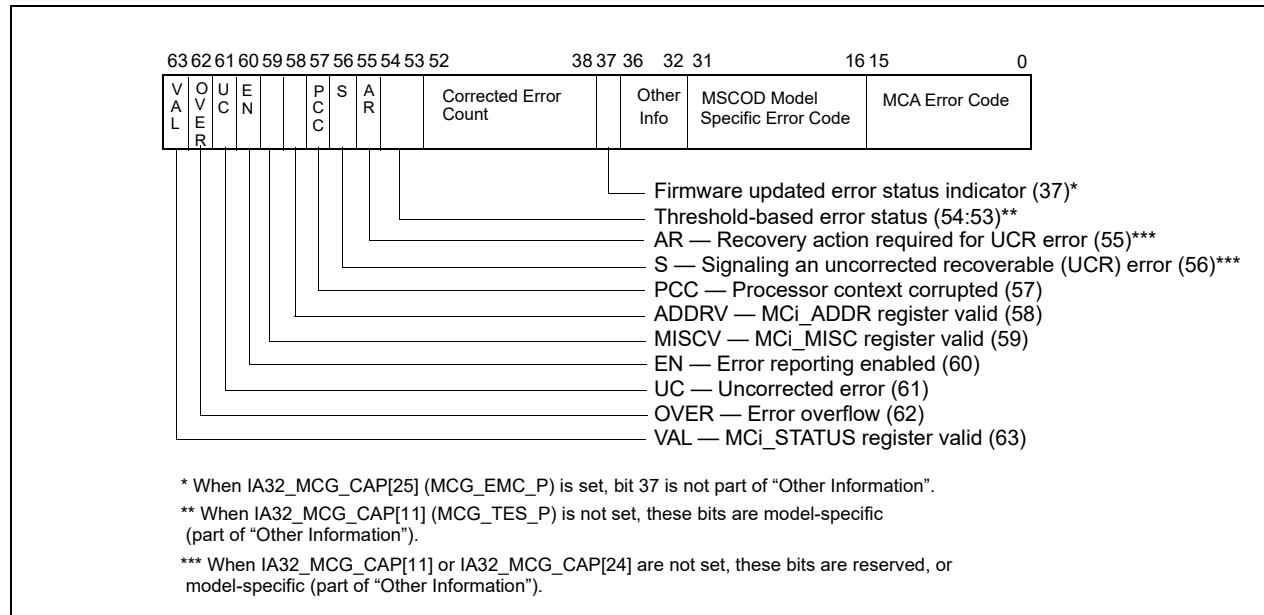 63 62 61 60 59 58 57 56 55 54 53 52 38 37 36 32 31 16 15 0
VAL
OVER
UC
EN
PCC
S
AR
Corrected Error
Count
Other
Info
MSCOD Model
Specific Error Code
MCA Error Code
Firmware updated error status indicator (37)*
Threshold-based error status (54:53)**
AR — Recovery action required for UCR error (55)***
S — Signaling an uncorrected recoverable (UCR) error (56)***
PCC — Processor context corrupted (57)
ADDRV — MCi_ADDR register valid (58)
MISCV — MCi_MISC register valid (59)
EN — Error reporting enabled (60)
UC — Uncorrected error (61)
OVER — Error overflow (62)
VAL — MCi_STATUS register valid (63)
* When IA32_MCG_CAP[25] (MCG_EMC_P) is set, bit 37 is not part of “Other Information”.
** When IA32_MCG_CAP[11] (MCG_TES_P) is not set, these bits are model-specific
(part of “Other Information”).
*** When IA32_MCG_CAP[11] or IA32_MCG_CAP[24] are not set, these bits are reserved, or
model-specific (part of “Other Information”).